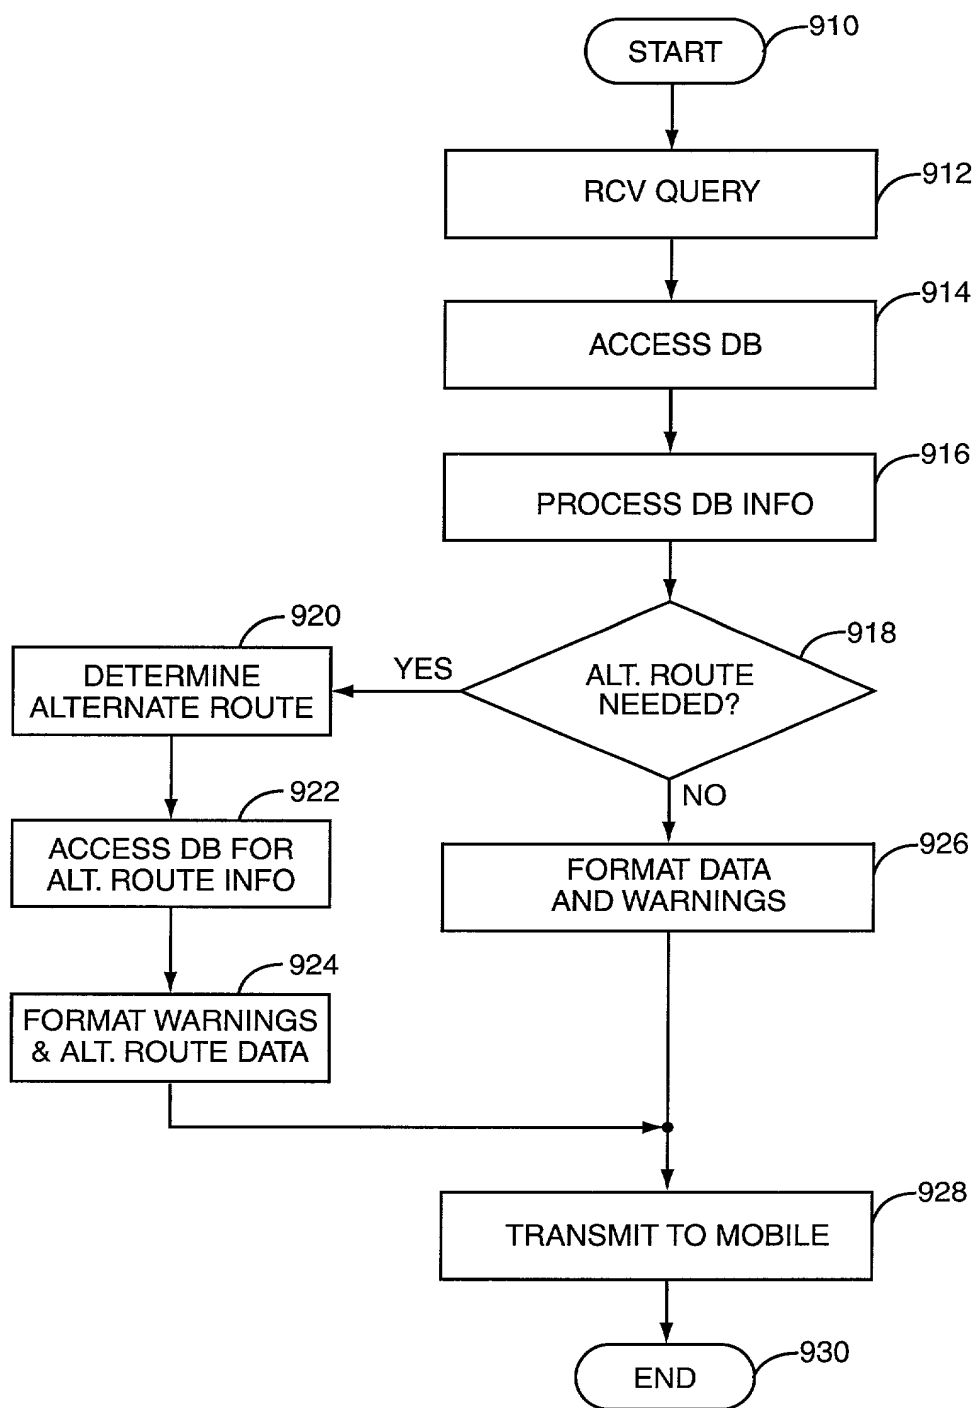 START
910
RCV QUERY
912
ACCESS DB
914
PROCESS DB INFO
916
ALT. ROUTE
NEEDED?
918
YES
NO
DETERMINE
ALTERNATE ROUTE
920
ACCESS DB FOR
ALT. ROUTE INFO
922
FORMAT WARNINGS
& ALT. ROUTE DATA
924
FORMAT DATA
AND WARNINGS
926
TRANSMIT TO MOBILE
928
END
930